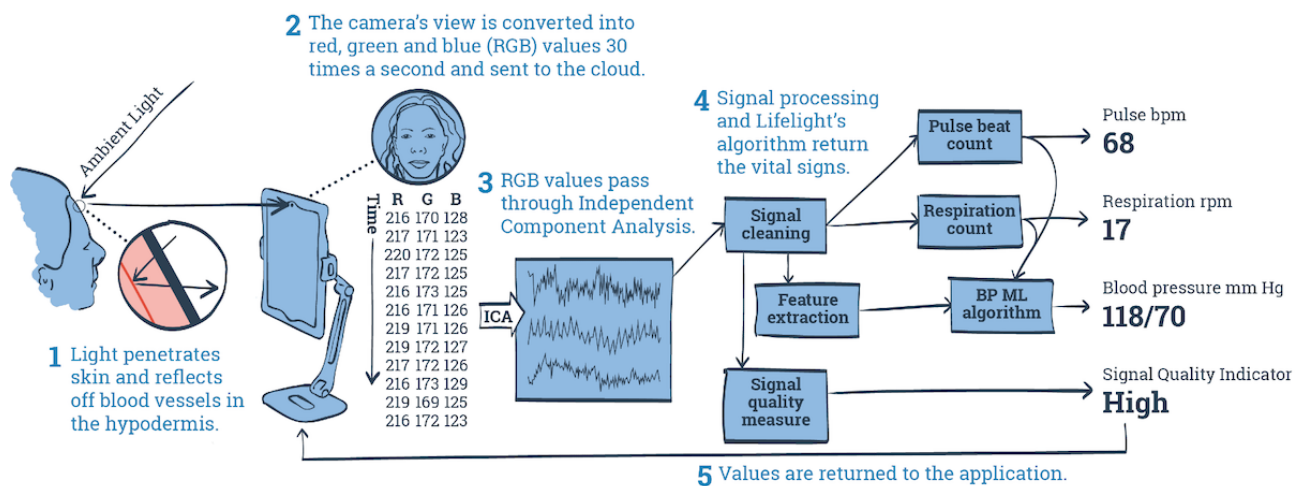 2 The camera's view is converted into
red, green and blue (RGB) values 30
times a second and sent to the cloud.
Ambient Light
1 Light penetrates
skin and reflects
off blood vessels in
the hypodermis.
Time
R G B
216 170 128
217 171 123
220 172 125
217 172 125
216 173 125
216 171 126
219 171 126
219 172 127
217 172 126
216 173 129
219 169 125
216 172 123
3 RGB values pass
through Independent
Component Analysis.
ICA
4 Signal processing
and Lifelight's
algorithm return
the vital signs.
Signal
cleaning
Pulse beat
count
Respiration
count
Feature
extraction
BP ML
algorithm
Signal
quality
measure
Pulse bpm
68
Respiration rpm
17
Blood pressure mm Hg
118/70
Signal Quality Indicator
High
5 Values are returned to the application.